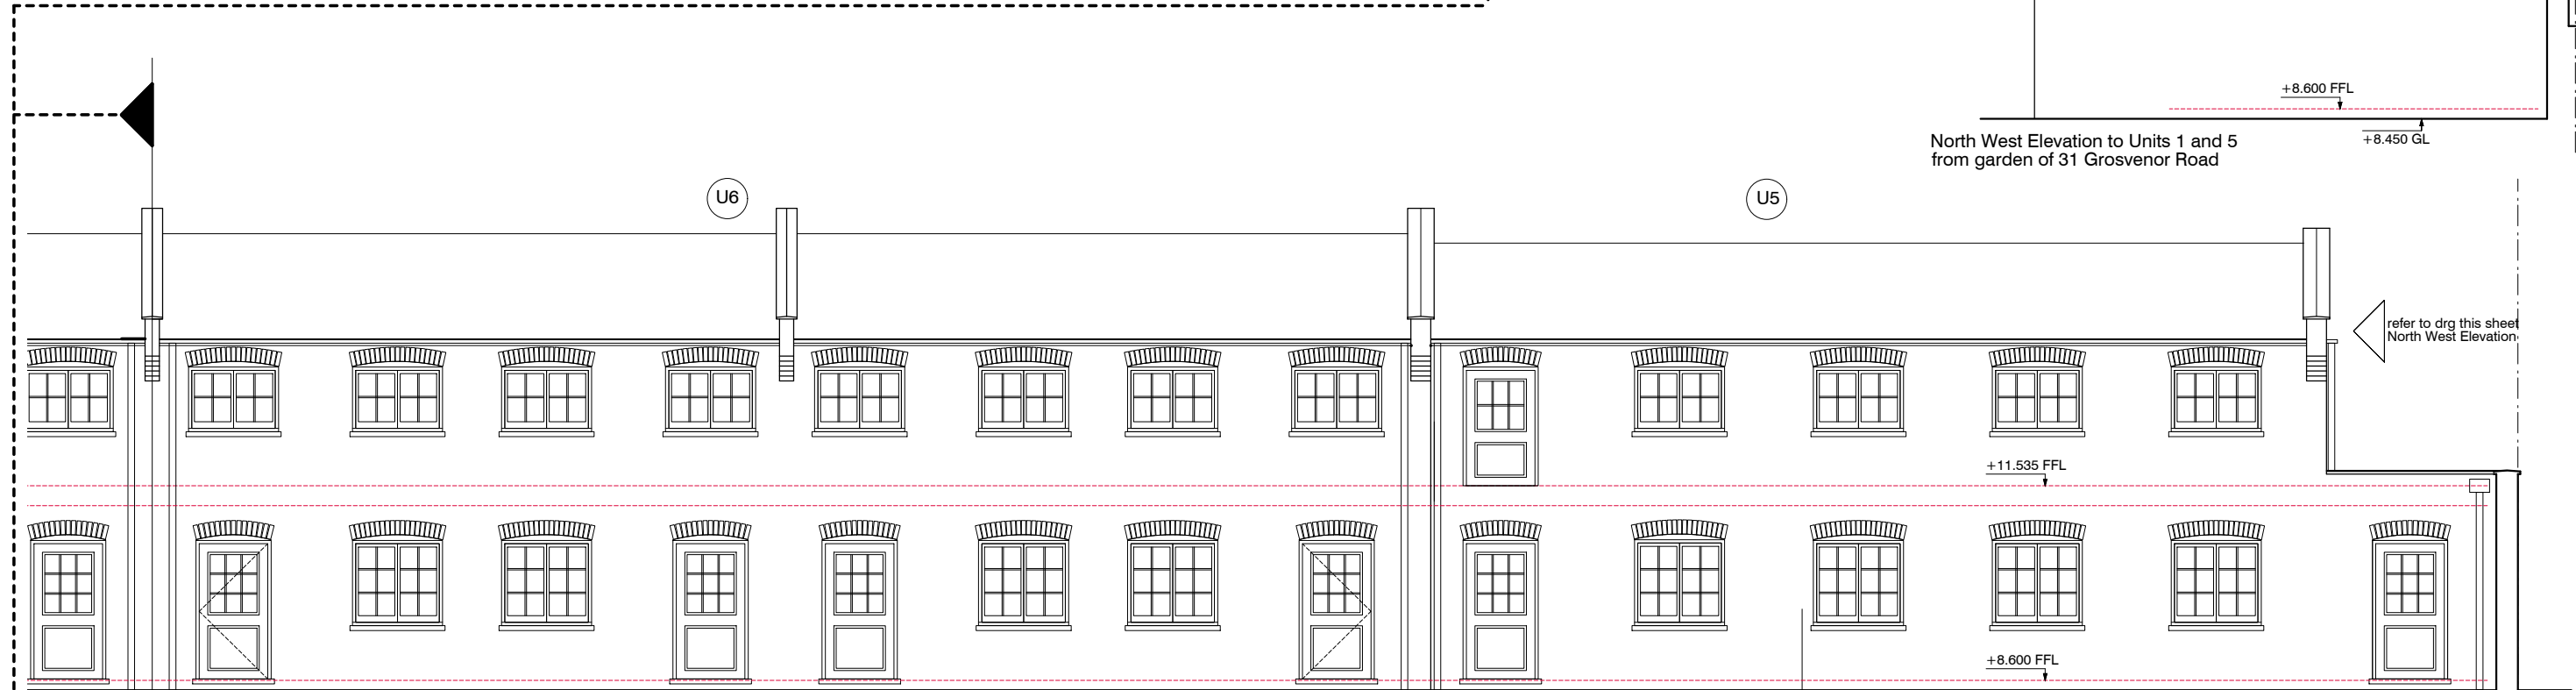 +8.600 FFL
+8.450 GL
North West Elevation to Units 1 and 5
from garden of 31 Grosvenor Road
U6
U5
refer to drg this sheet
North West Elevation
+11.535 FFL
+8.600 FFL